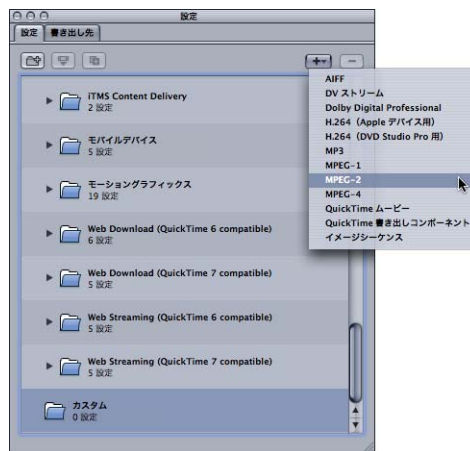 設定
設定 書き出し先
iTMS Content Delivery
2 設定
モバイルデバイス
5 設定
モーショングラフィックス
19 設定
Web Download (QuickTime 6 compatible)
6 設定
Web Download (QuickTime 7 compatible)
5 設定
Web Streaming (QuickTime 6 compatible)
5 設定
Web Streaming (QuickTime 7 compatible)
5 設定
カスタム
0 設定
AIFF
DV ストリーム
Dolby Digital Professional
H.264（Apple デバイス用）
H.264（DVD Studio Pro 用）
MP3
MPEG-1
MPEG-2
MPEG-4
QuickTime ムービー
QuickTime 書き出しコンポーネント
イメージシーケンス